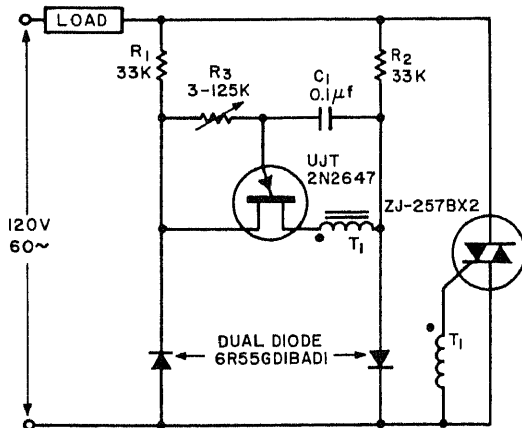 LOAD
R1
33K
R3
3-125K
C1
0.1μf
R2
33K
UJT
2N2647
ZJ-257BX2
120V
60~
T1
T1
DUAL DIODE
6R55GD1BAD1